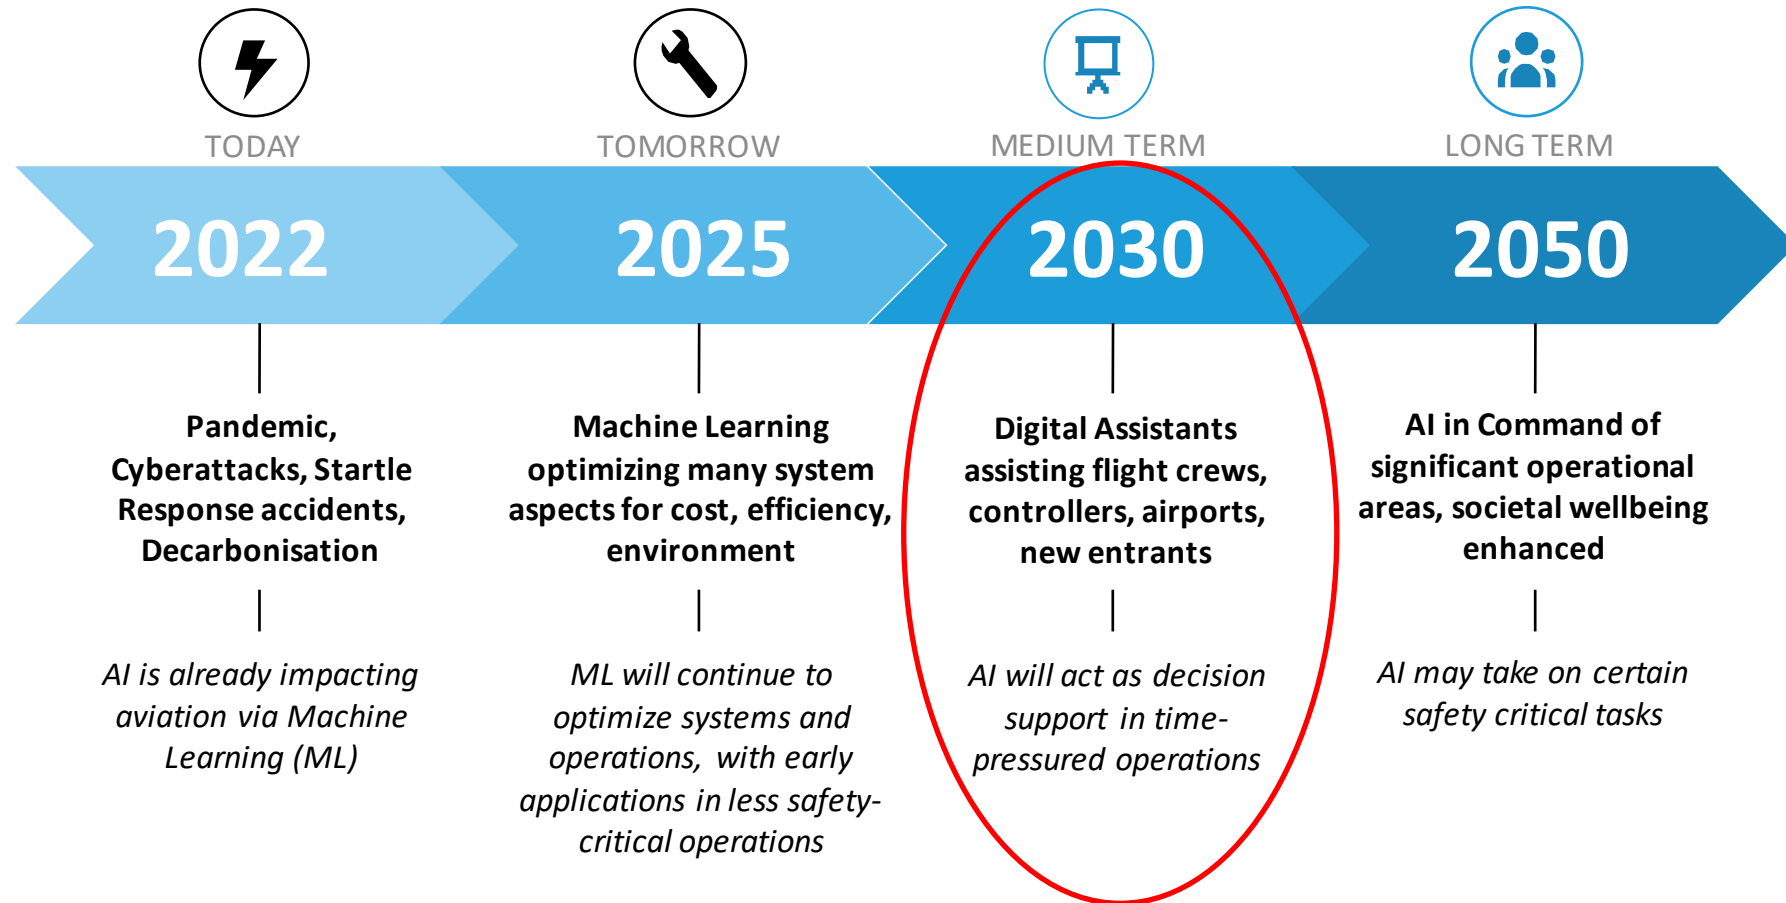 TODAY
TOMORROW
MEDIUM TERM
LONG TERM
2022
2025
2030
2050
Pandemic,
Cyberattacks, Startle
Response accidents,
Decarbonisation
Machine Learning
optimizing many system
aspects for cost, efficiency,
environment
Digital Assistants
assisting flight crews,
controllers, airports,
new entrants
AI in Command of
significant operational
areas, societal wellbeing
enhanced
AI is already impacting
aviation via Machine
Learning (ML)
ML will continue to
optimize systems and
operations, with early
applications in less safety-
critical operations
AI will act as decision
support in time-
pressured operations
AI may take on certain
safety critical tasks